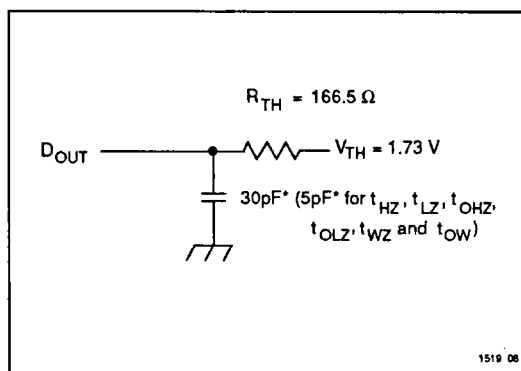 R_TH = 166.5 Ω
D_OUT
V_TH = 1.73 V
30pF* (5pF* for t_HZ, t_LZ, t_OHZ,
t_OLZ, t_WZ and t_OW)
1519 08